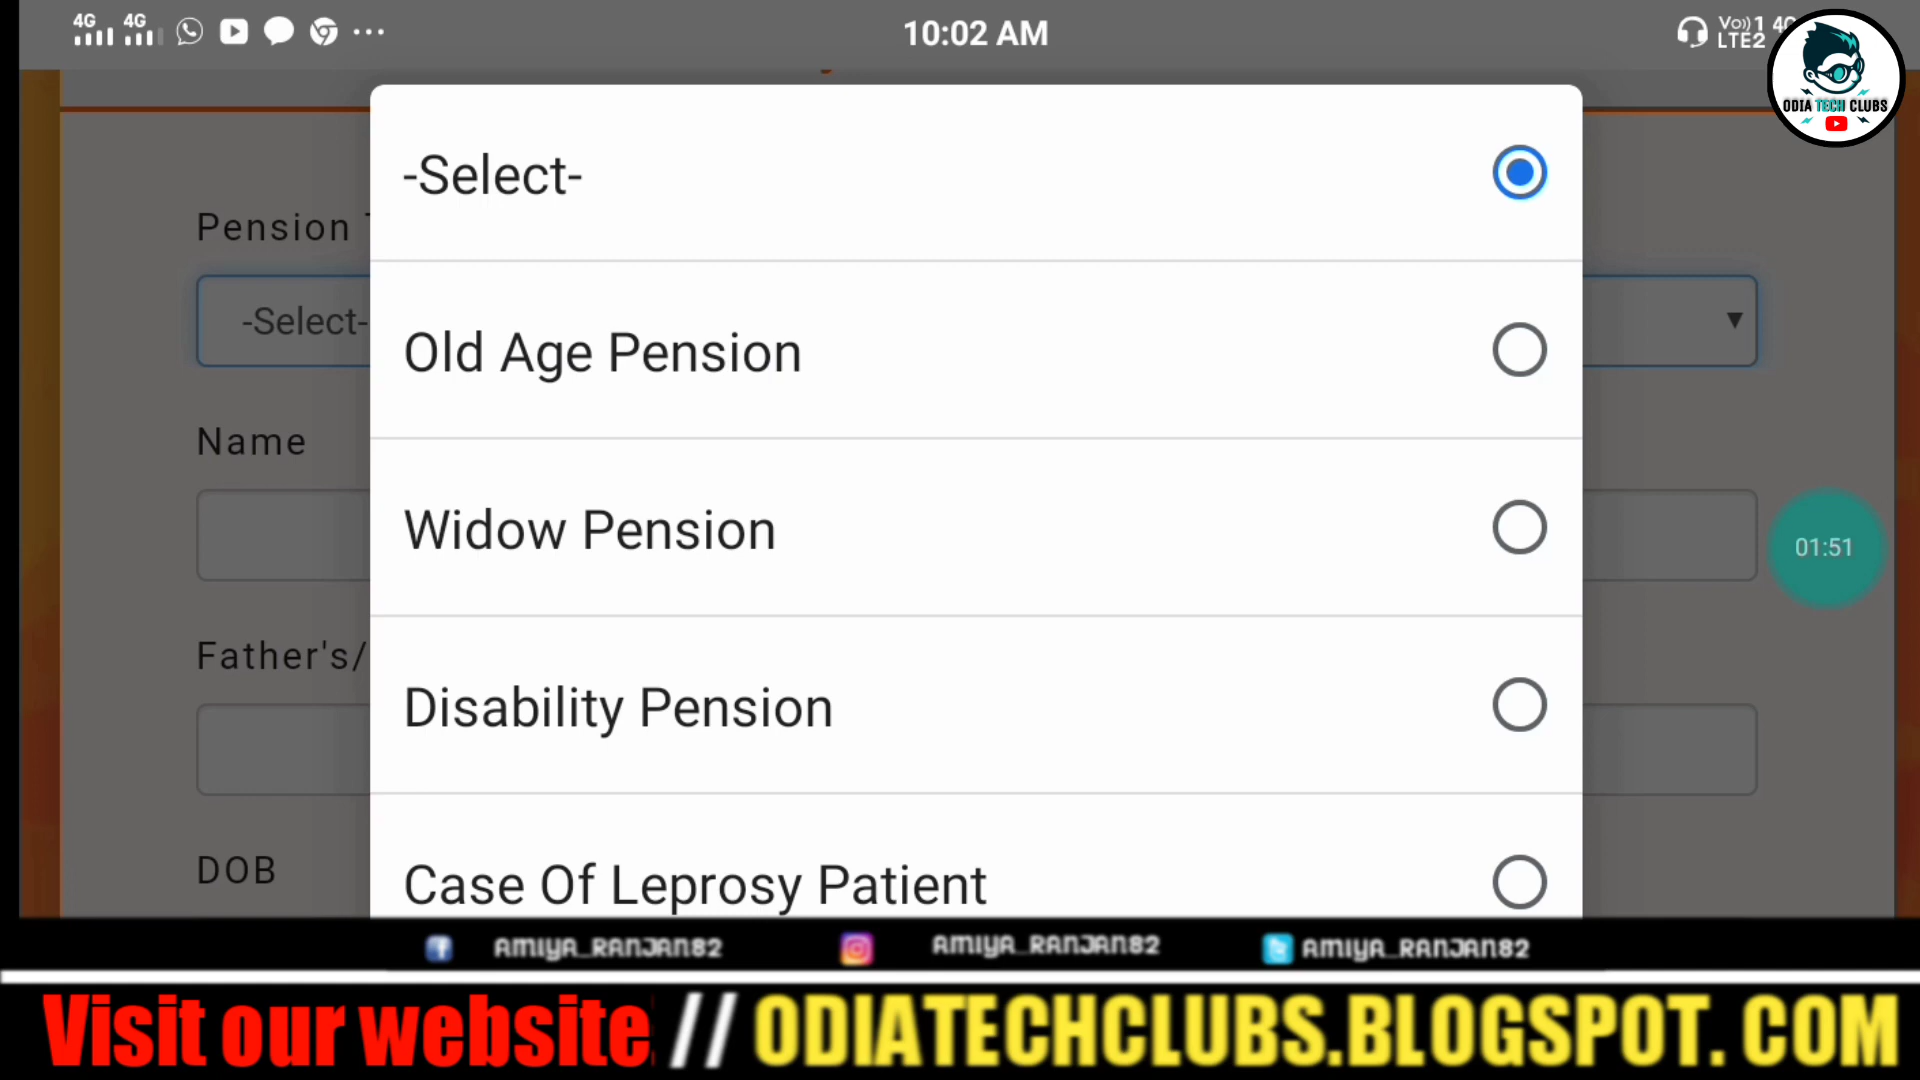 4G 4G
10:02 AM
Vo)) 1
LTE2
ODIA TECH CLUBS
-Select-
Pension
-Select-
Old Age Pension
Name
Widow Pension
01:51
Father's/
Disability Pension
DOB
Case Of Leprosy Patient
AMIYA_RANJAN82 AMIYA_RANJAN82 AMIYA_RANJAN82
Visit our website // ODIATECHCLUBS.BLOGSPOT. COM